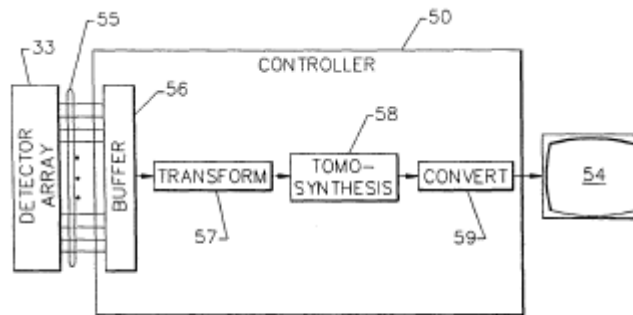 33
55
50
CONTROLLER
56
58
DETECTOR
ARRAY
BUFFER
TRANSFORM
TOMO-
SYNTHESIS
CONVERT
54
57
59